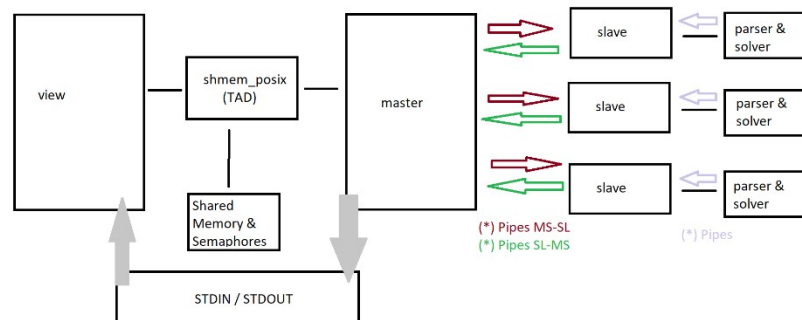 view
shmem_posix
(TAD)
Shared
Memory &
Semaphores
master
slave
parser &
solver
slave
parser &
solver
slave
parser &
solver
(*) Pipes MS-SL
(*) Pipes SL-MS
(*) Pipes
STDIN / STDOUT